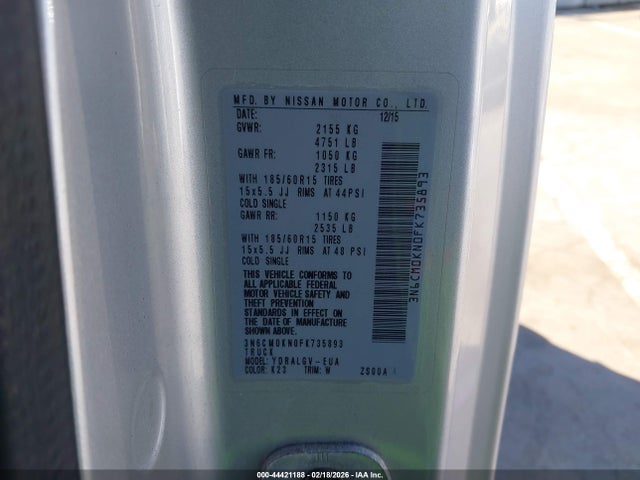 MFD. BY NISSAN MOTOR CO., LTD.
DATE: 12/15
GVWR: 2155 KG
4751 LB
GAWR FR: 1050 KG
2315 LB
WITH 185/60R15 TIRES
15x5.5 JJ RIMS AT 44PSI
COLD SINGLE
GAWR RR: 1150 KG
2535 LB
WITH 185/60R15 TIRES
15x5.5 JJ RIMS AT 48 PSI
COLD SINGLE
THIS VEHICLE CONFORMS TO
ALL APPLICABLE FEDERAL
MOTOR VEHICLE SAFETY AND
THEFT PREVENTION
STANDARDS IN EFFECT ON
THE DATE OF MANUFACTURE
SHOWN ABOVE.
3N6CM0KN0FK735893
TRUCK
MODEL: YDRALGV-EUA
COLOR: K23 TRIM: W ZS00A
3N6CM0KN0FK735893
000-44421188 | 02/18/2026 - IAA Inc.